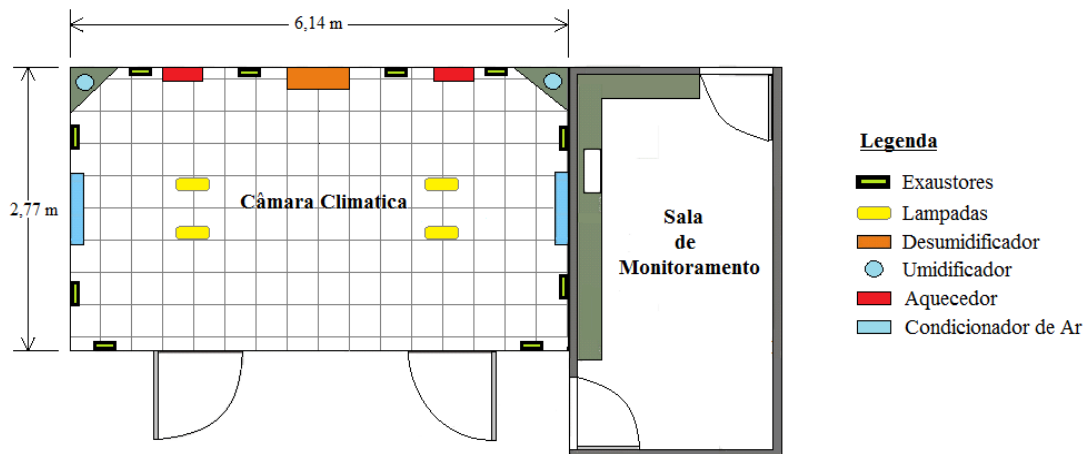 6,14 m
2,77 m
Câmara Climatica
Sala
de
Monitoramento
Legenda
Exaustores
Lampadas
Desumidificador
Umidificador
Aquecedor
Condicionador de Ar